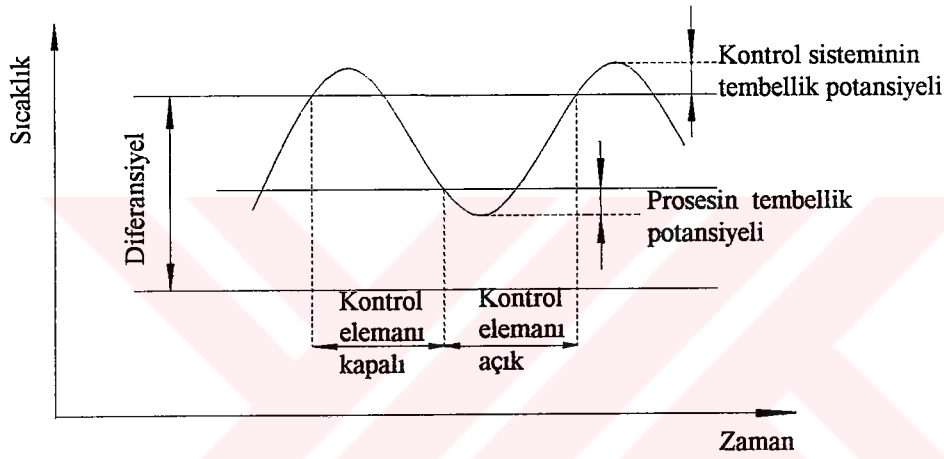 Sıcaklık
Diferansiyel
Kontrol sisteminin
tembellik potansiyeli
Prosesin tembellik
potansiyeli
Kontrol
elemanı
kapalı
Kontrol
elemanı
açık
Zaman